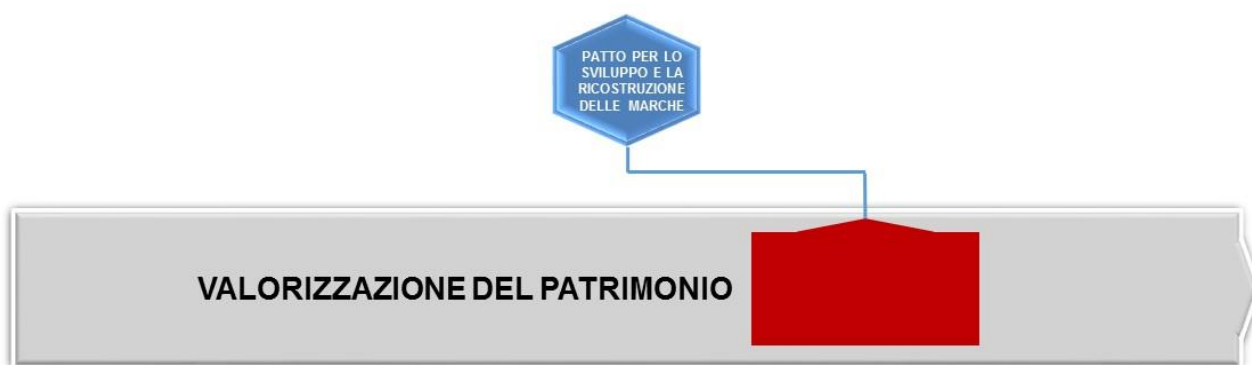 PATTO PER LO
SVILUPPO E LA
RICOSTRUZIONE
DELLE MARCHE
VALORIZZAZIONE DEL PATRIMONIO